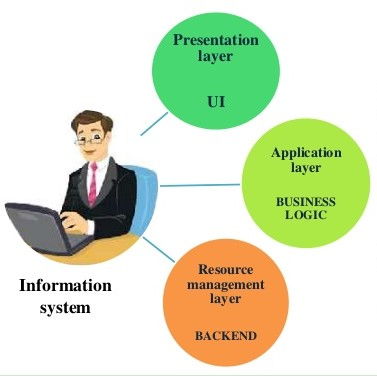 Presentation
layer
UI
Application
layer
BUSINESS
LOGIC
Information
system
Resource
management
layer
BACKEND